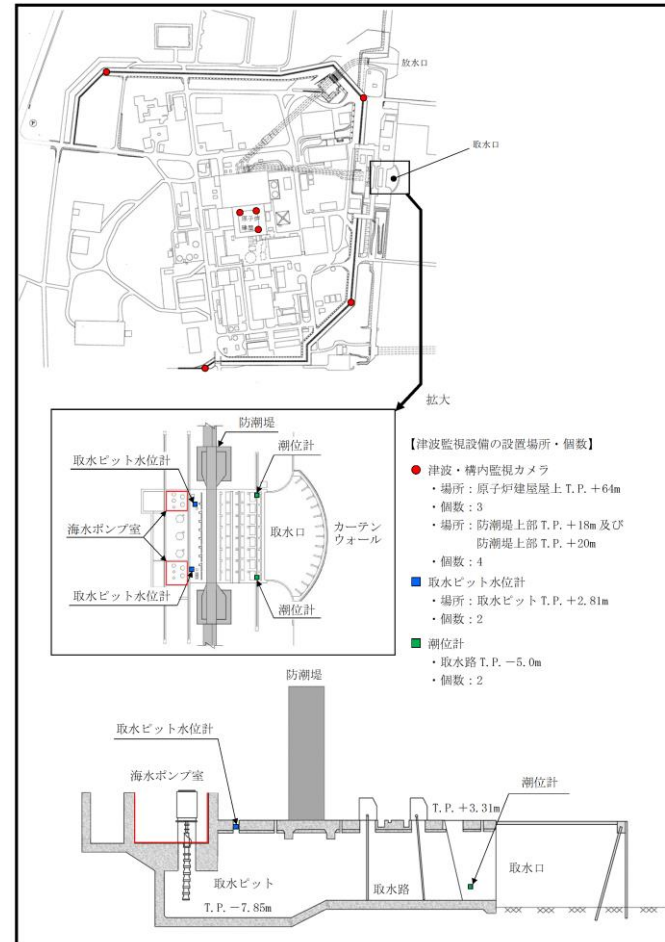 放水口
取水口
Ⓟ
原子炉
建屋
拡大
防潮堤
取水ピット水位計
潮位計
海水ポンプ室
取水口
カーテン
ウォール
取水ピット水位計
潮位計
【津波監視設備の設置場所・個数】
津波・構内監視カメラ
・場所：原子炉建屋屋上 T.P.＋64m
・個数：3
・場所：防潮堤上部 T.P.＋18m 及び
防潮堤上部 T.P.＋20m
・個数：4
取水ピット水位計
・場所：取水ピット T.P.＋2.81m
・個数：2
潮位計
・取水路 T.P.－5.0m
・個数：2
防潮堤
取水ピット水位計
海水ポンプ室
潮位計
T.P.＋3.31m
取水ピット
取水路
取水口
T.P.－7.85m